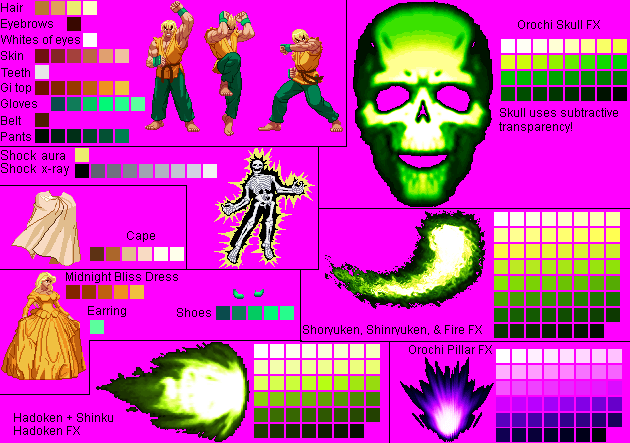 Hair
Eyebrows
Whites of eyes
Skin
Teeth
Gi top
Gloves
Belt
Pants
Orochi Skull FX
Skull uses subtractive
transparency!
Shock aura
Shock x-ray
Cape
Midnight Bliss Dress
Earring
Shoes
Shoryuken, Shinryuken, & Fire FX
Orochi Pillar FX
Hadoken + Shinku
Hadoken FX